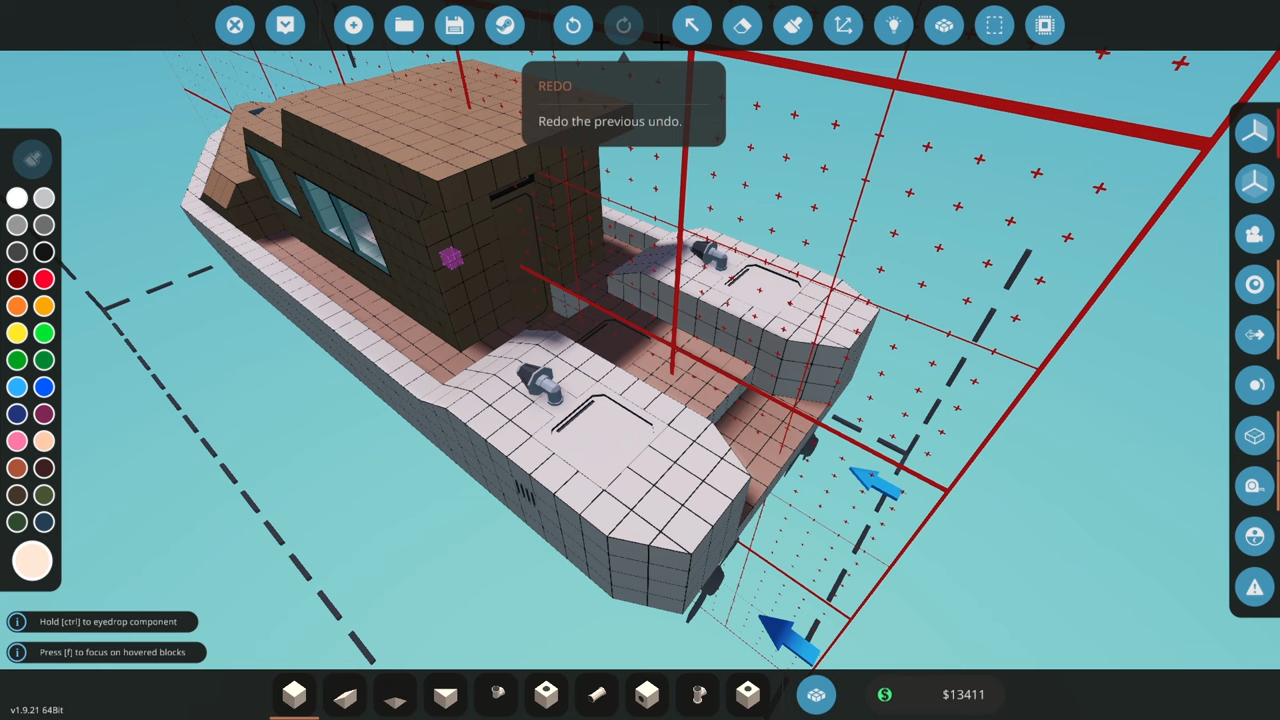 REDO
Redo the previous undo.
Hold [ctrl] to eyedrop component
Press [f] to focus on hovered blocks
v1.9.21 64Bit
$13411